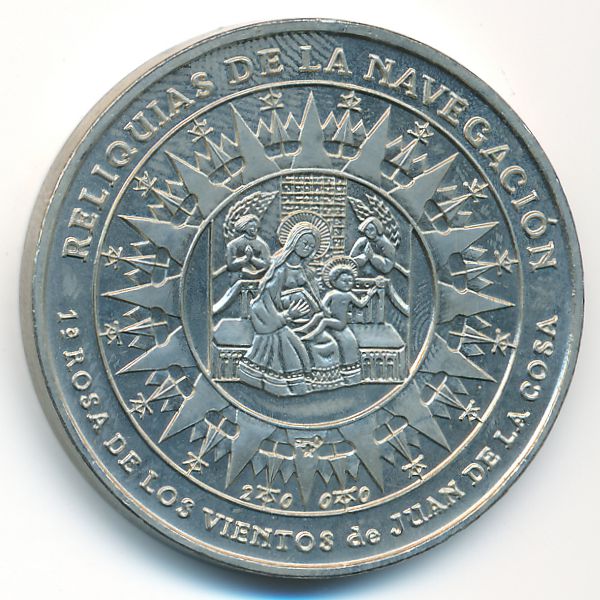 RELIQUIAS DE LA NAVEGACIÓN
1ª ROSA DE LOS VIENTOS de JUAN DE LA COSA
2000